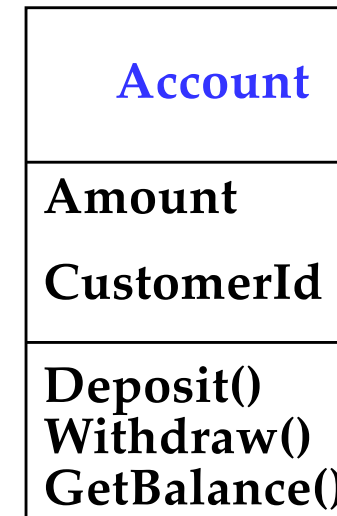 Account
Amount
CustomerId
Deposit()
Withdraw()
GetBalance()